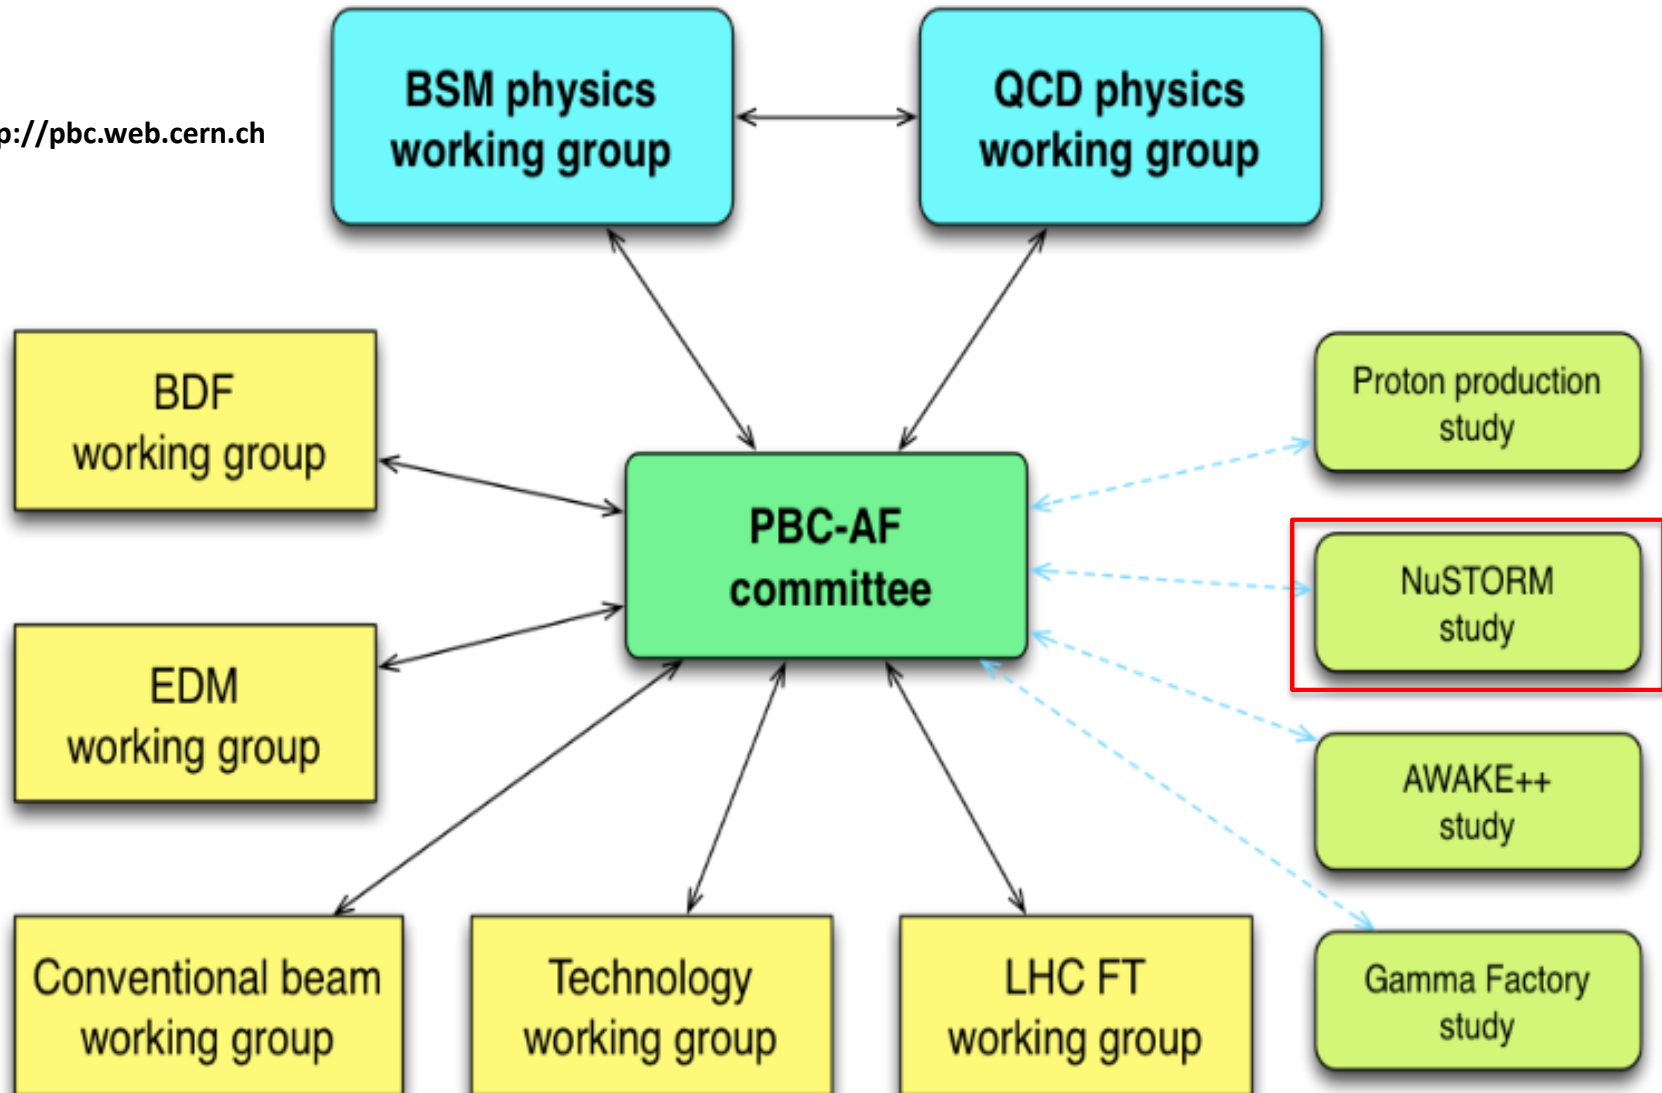 BSM physics
working group
QCD physics
working group
p://pbc.web.cern.ch
BDF
working group
Proton production
study
PBC-AF
committee
NuSTORM
study
EDM
working group
AWAKE++
study
Conventional beam
working group
Technology
working group
LHC FT
working group
Gamma Factory
study